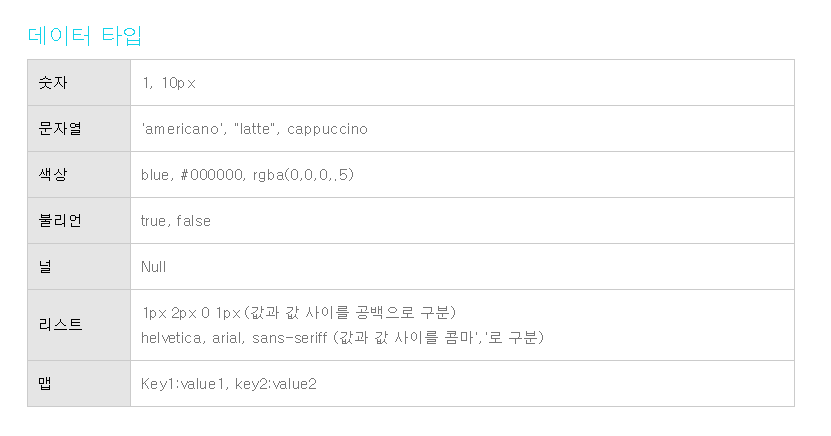 데이터 타입
숫자 1, 10px
문자열 'americano', "latte", cappuccino
색상 blue, #000000, rgba(0,0,0,.5)
불리언 true, false
널 Null
리스트 1px 2px 0 1px (값과 값 사이를 공백으로 구분)
helvetica, arial, sans-seriff (값과 값 사이를 콤마','로 구분)
맵 Key1:value1, key2:value2